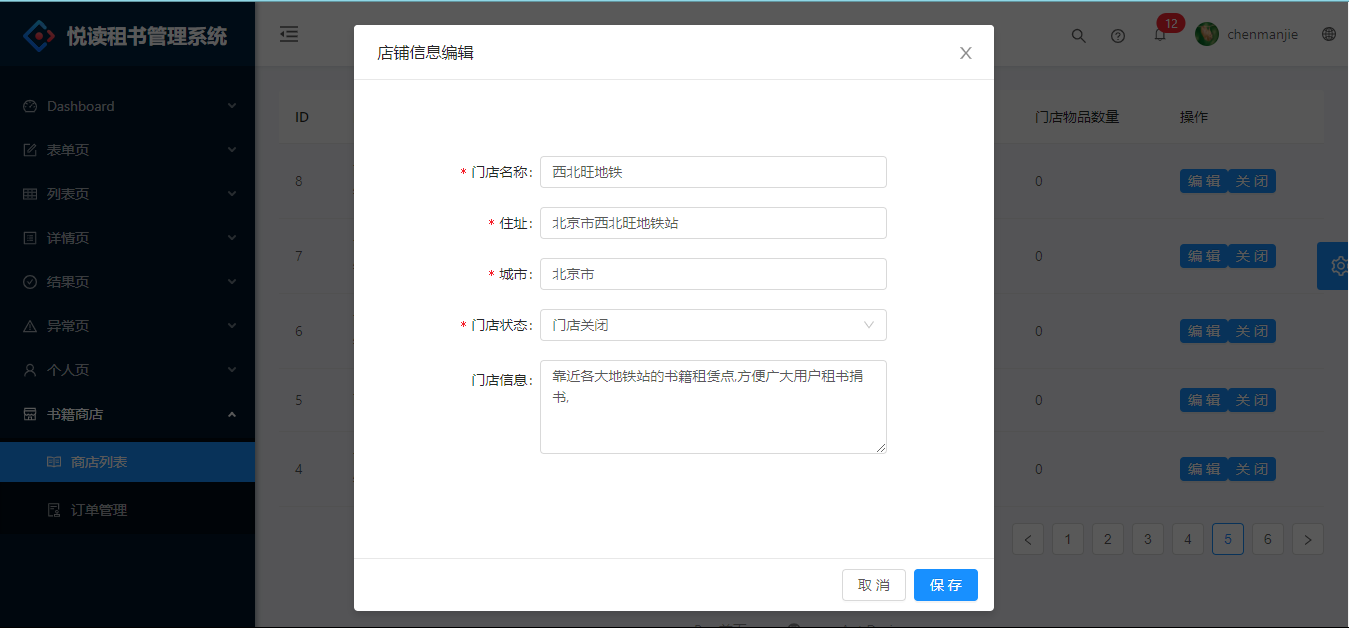 悦读租书管理系统
12
chenmanjie
Dashboard
表单页
列表页
详情页
结果页
异常页
个人页
书籍商店
商店列表
订单管理
店铺信息编辑
* 门店名称:
西北旺地铁
* 住址:
北京市西北旺地铁站
* 城市:
北京市
* 门店状态:
门店关闭
门店信息:
靠近各大地铁站的书籍租赁点,方便广大用户租书捐
书,
取 消
保 存
ID 门店物品数量 操作
8 0 编 辑 关 闭
7 0 编 辑 关 闭
6 0 编 辑 关 闭
5 0 编 辑 关 闭
4 0 编 辑 关 闭
< 1 2 3 4 5 6 >